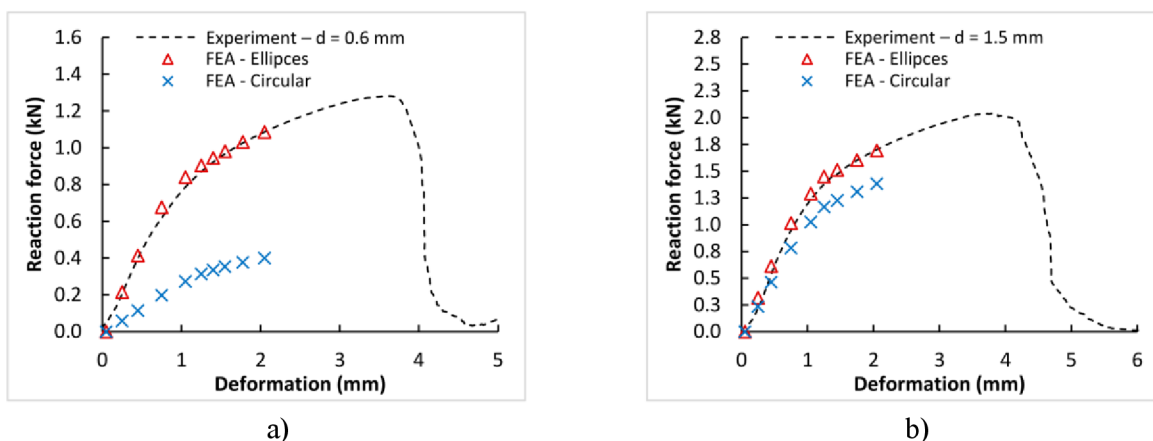 Experiment – d = 0.6 mm
FEA - Ellipces
FEA - Circular
Reaction force (kN)
1.6
1.4
1.2
1.0
0.8
0.6
0.4
0.2
0.0
0 1 2 3 4 5
Deformation (mm)
a)
Experiment – d = 1.5 mm
FEA - Ellipces
FEA - Circular
Reaction force (kN)
2.8
2.5
2.3
2.0
1.8
1.5
1.3
1.0
0.8
0.5
0.3
0.0
0 1 2 3 4 5 6
Deformation (mm)
b)